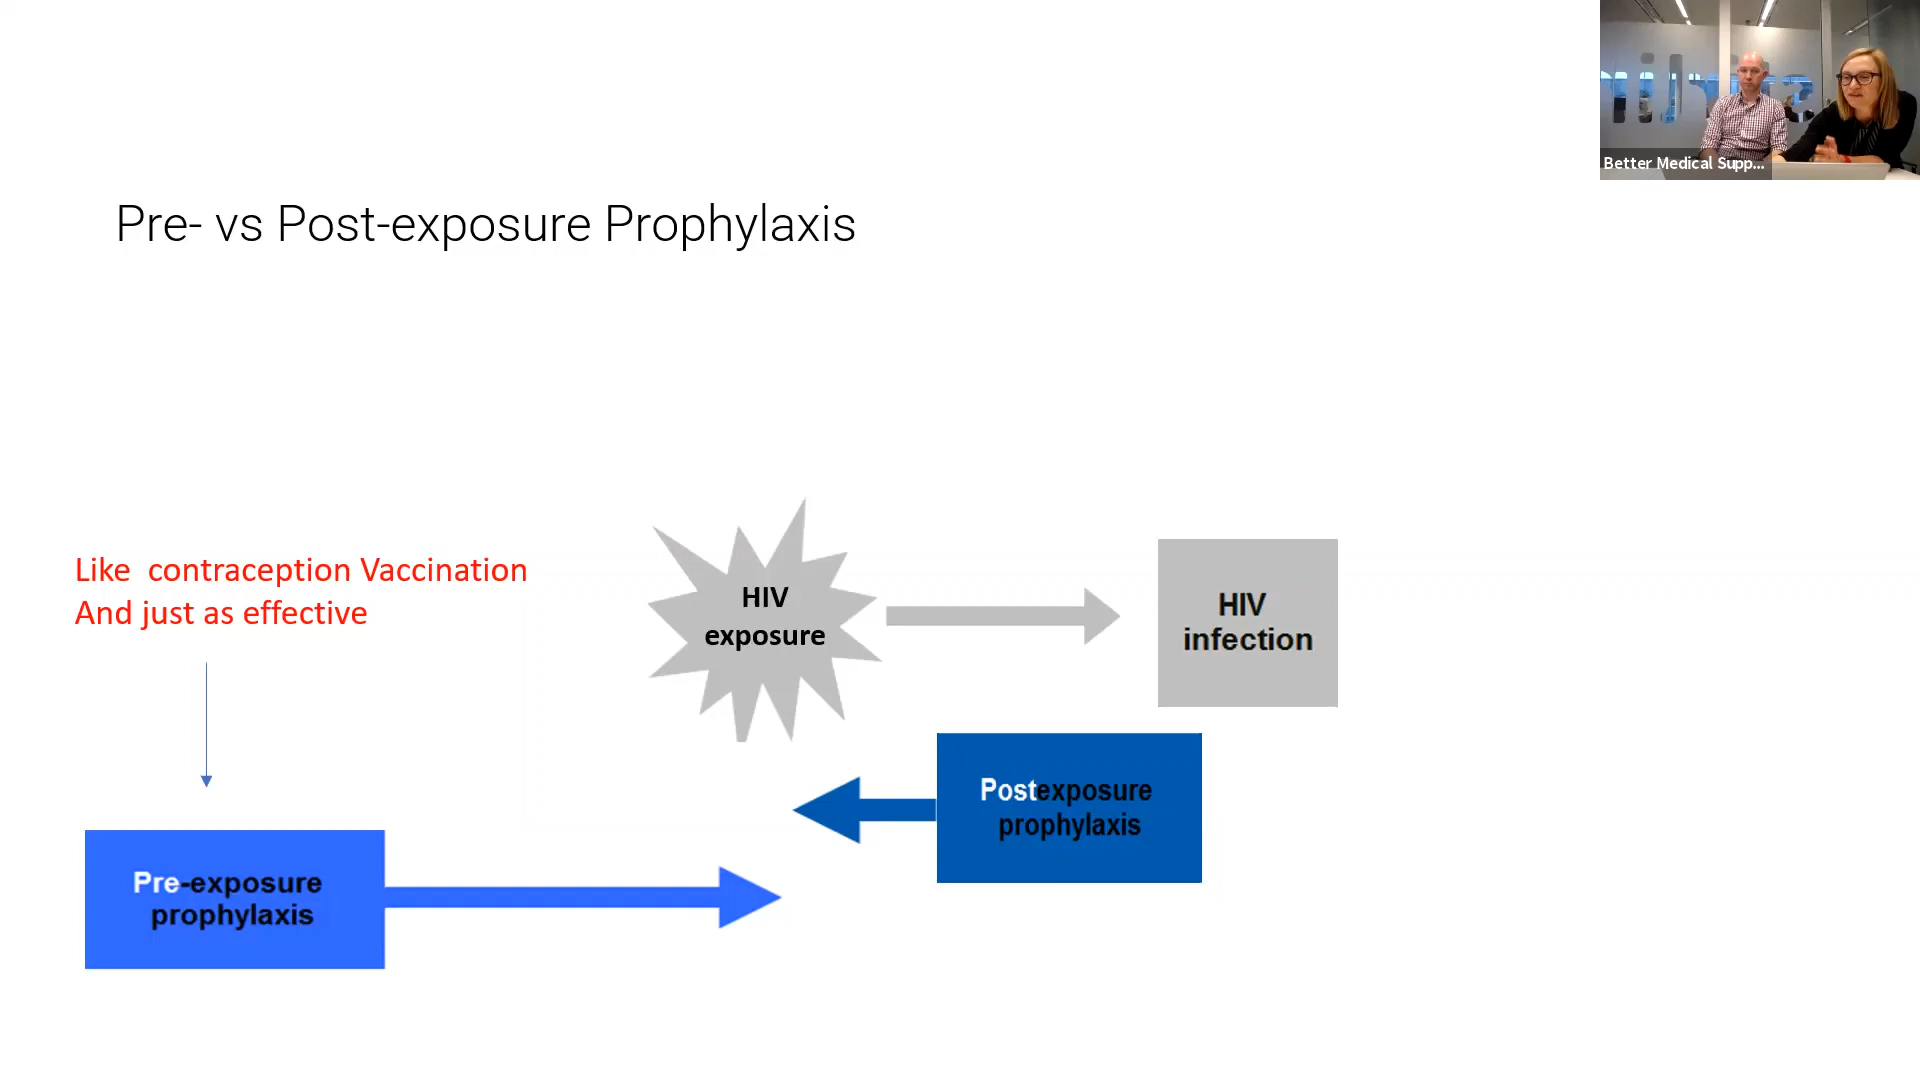 Better Medical Supp...
Pre- vs Post-exposure Prophylaxis
Like contraception Vaccination
And just as effective
HIV
exposure
HIV
infection
Postexposure
prophylaxis
Pre-exposure
prophylaxis